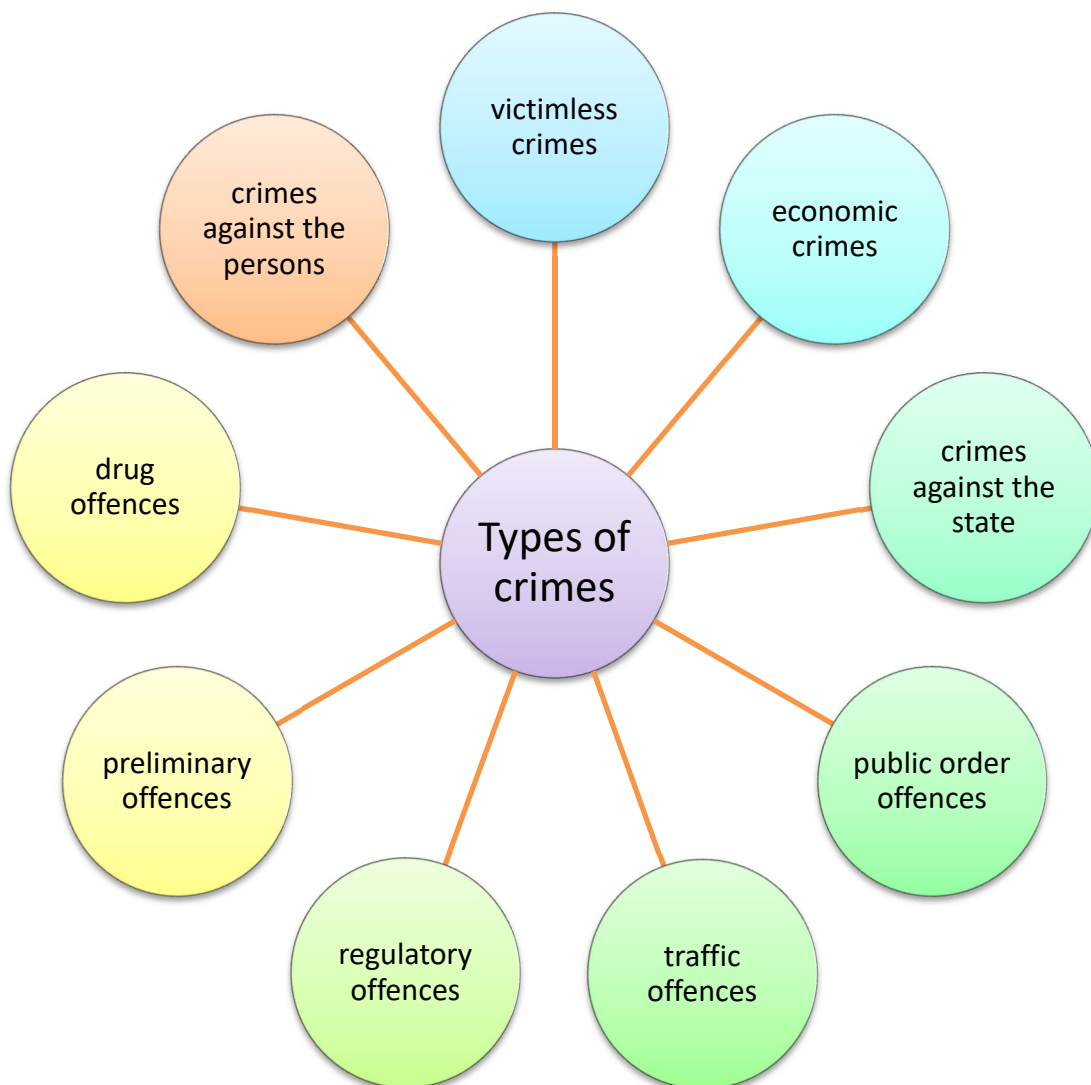 victimless
crimes
economic
crimes
crimes
against the
state
public order
offences
traffic
offences
regulatory
offences
preliminary
offences
drug
offences
crimes
against the
persons
Types of
crimes